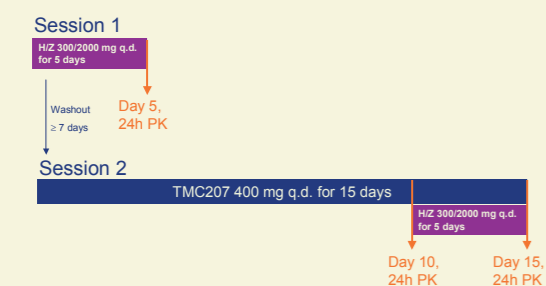 Session 1
H/Z 300/2000 mg q.d.
for 5 days
Washout
≥ 7 days
Day 5,
24h PK
Session 2
TMC207 400 mg q.d. for 15 days
H/Z 300/2000 mg q.d.
for 5 days
Day 10,
24h PK
Day 15,
24h PK